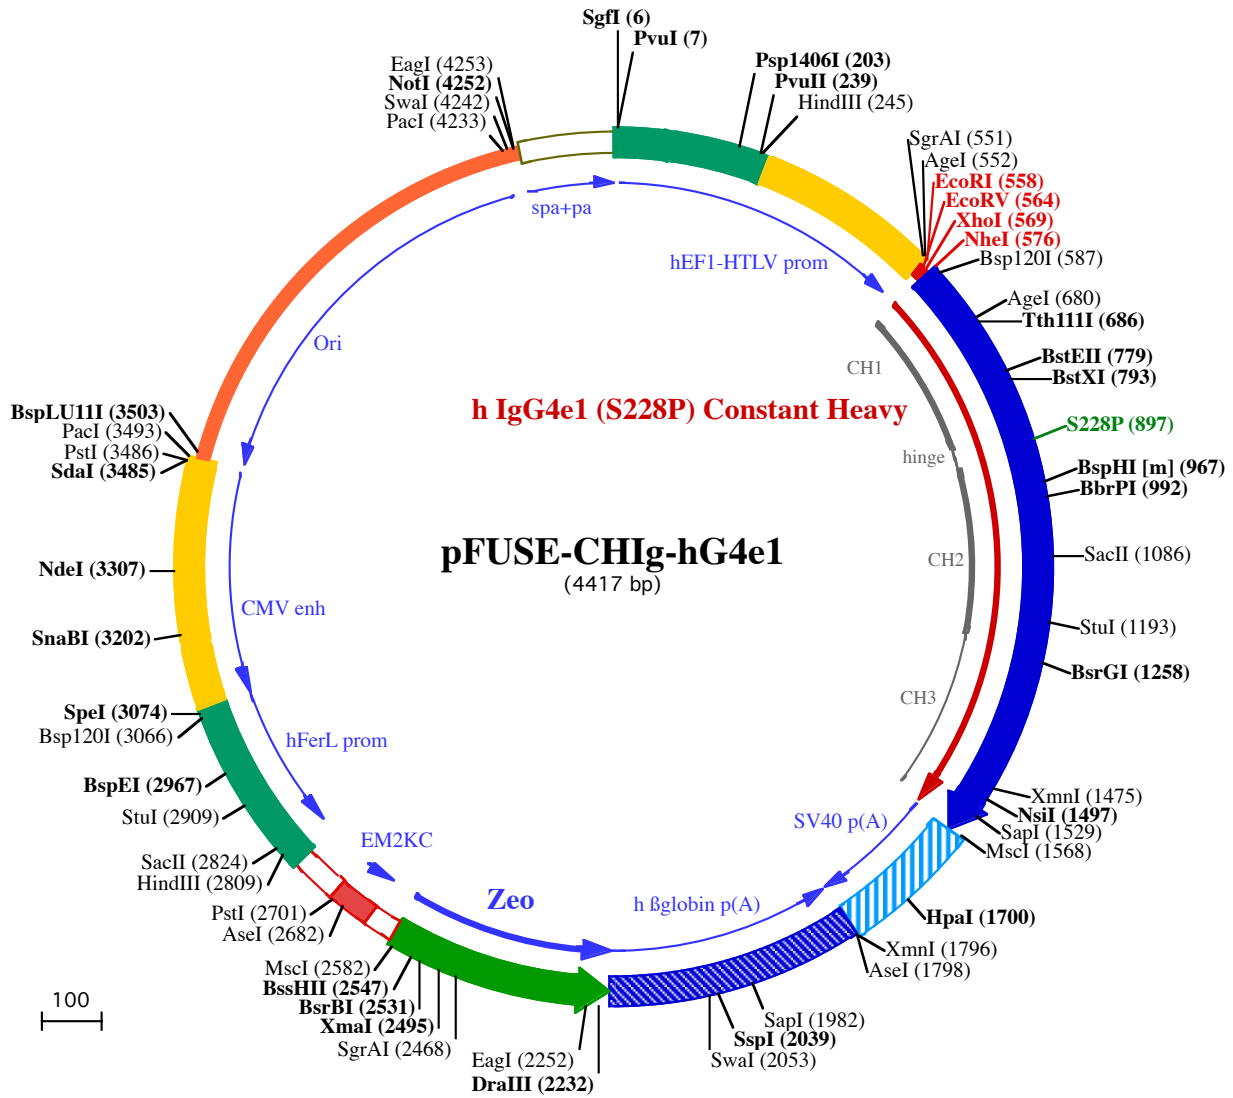 SgfI (6)
PvuI (7)
Psp1406I (203)
PvuII (239)
HindIII (245)
EagI (4253)
NotI (4252)
SwaI (4242)
PacI (4233)
SgrAI (551)
AgeI (552)
EcoRI (558)
EcoRV (564)
XhoI (569)
NheI (576)
Bsp120I (587)
AgeI (680)
Tth111I (686)
BstEII (779)
BstXI (793)
S228P (897)
BspHI [m] (967)
BbrPI (992)
SacII (1086)
StuI (1193)
BsrGI (1258)
XmnI (1475)
NsiI (1497)
SapI (1529)
MscI (1568)
HpaI (1700)
XmnI (1796)
AseI (1798)
SapI (1982)
SspI (2039)
SwaI (2053)
EagI (2252)
DraIII (2232)
SgrAI (2468)
XmaI (2495)
BsrBI (2531)
BssHII (2547)
MscI (2582)
AseI (2682)
PstI (2701)
HindIII (2809)
SacII (2824)
StuI (2909)
BspEI (2967)
Bsp120I (3066)
SpeI (3074)
SnaBI (3202)
NdeI (3307)
SdaI (3485)
PstI (3486)
PacI (3493)
BspLU11I (3503)
spa+pa
hEF1-HTLV prom
Ori
CH1
h IgG4e1 (S228P) Constant Heavy
hinge
pFUSE-CHIg-hG4e1
(4417 bp)
CH2
CMV enh
CH3
hFerL prom
SV40 p(A)
EM2KC
Zeo
h ßglobin p(A)
100